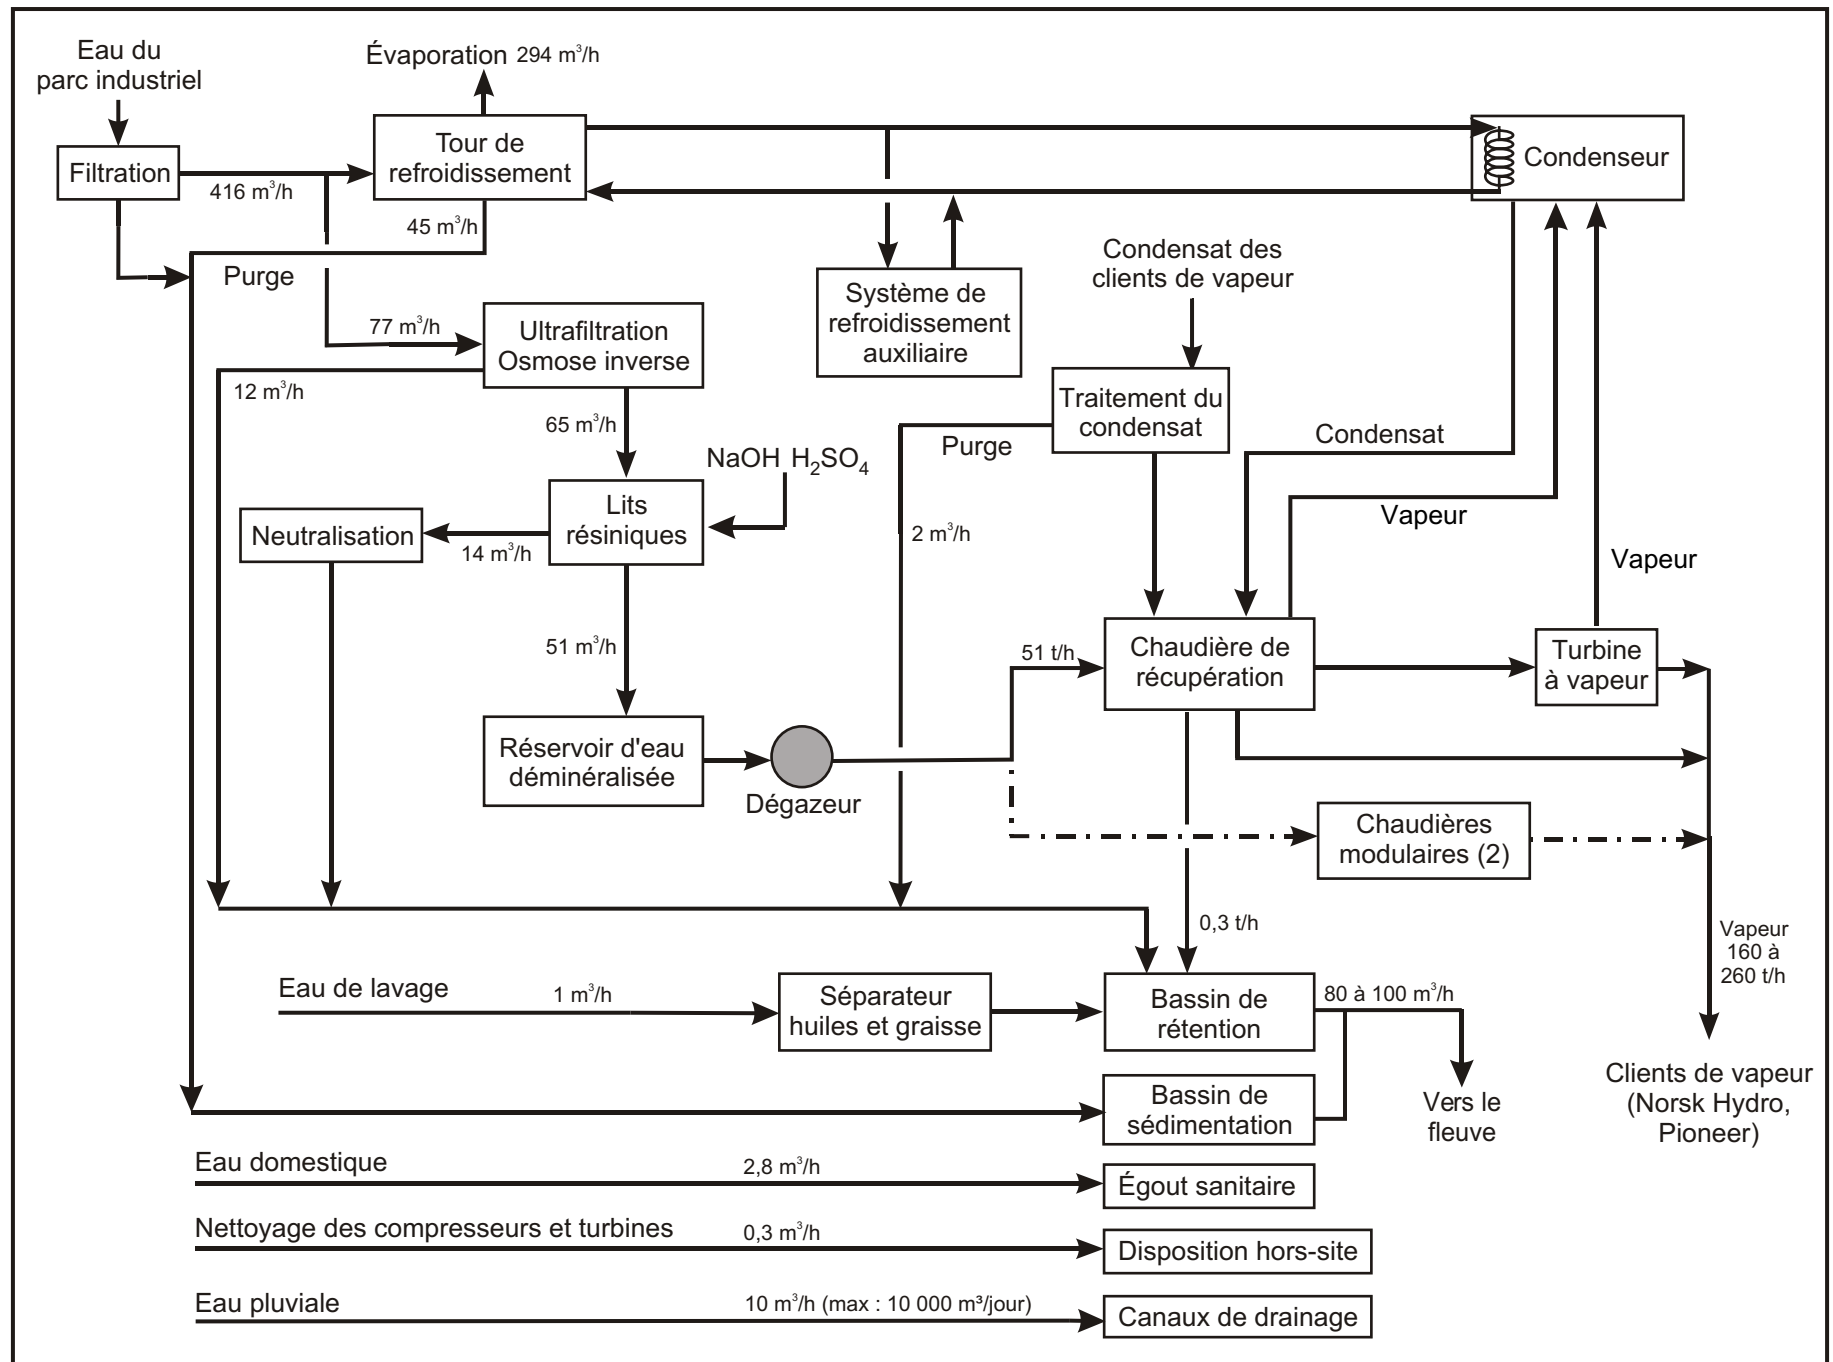 Eau du
parc industriel
Évaporation 294 m³/h
Tour de
refroidissement
Condenseur
Filtration
416 m³/h
45 m³/h
Purge
Condensat des
clients de vapeur
Système de
refroidissement
auxiliaire
77 m³/h
Ultrafiltration
Osmose inverse
12 m³/h
65 m³/h
Traitement du
condensat
Purge
Condensat
NaOH H₂SO₄
Lits
résiniques
Neutralisation
14 m³/h
2 m³/h
Vapeur
Vapeur
51 m³/h
51 t/h
Chaudière de
récupération
Turbine
à vapeur
Réservoir d'eau
déminéralisée
Dégazeur
Chaudières
modulaires (2)
0,3 t/h
Vapeur
160 à
260 t/h
Eau de lavage
1 m³/h
Séparateur
huiles et graisse
Bassin de
rétention
80 à 100 m³/h
Bassin de
sédimentation
Vers le
fleuve
Clients de vapeur
(Norsk Hydro,
Pioneer)
Eau domestique
2,8 m³/h
Égout sanitaire
Nettoyage des compresseurs et turbines
0,3 m³/h
Disposition hors-site
Eau pluviale
10 m³/h (max : 10 000 m³/jour)
Canaux de drainage